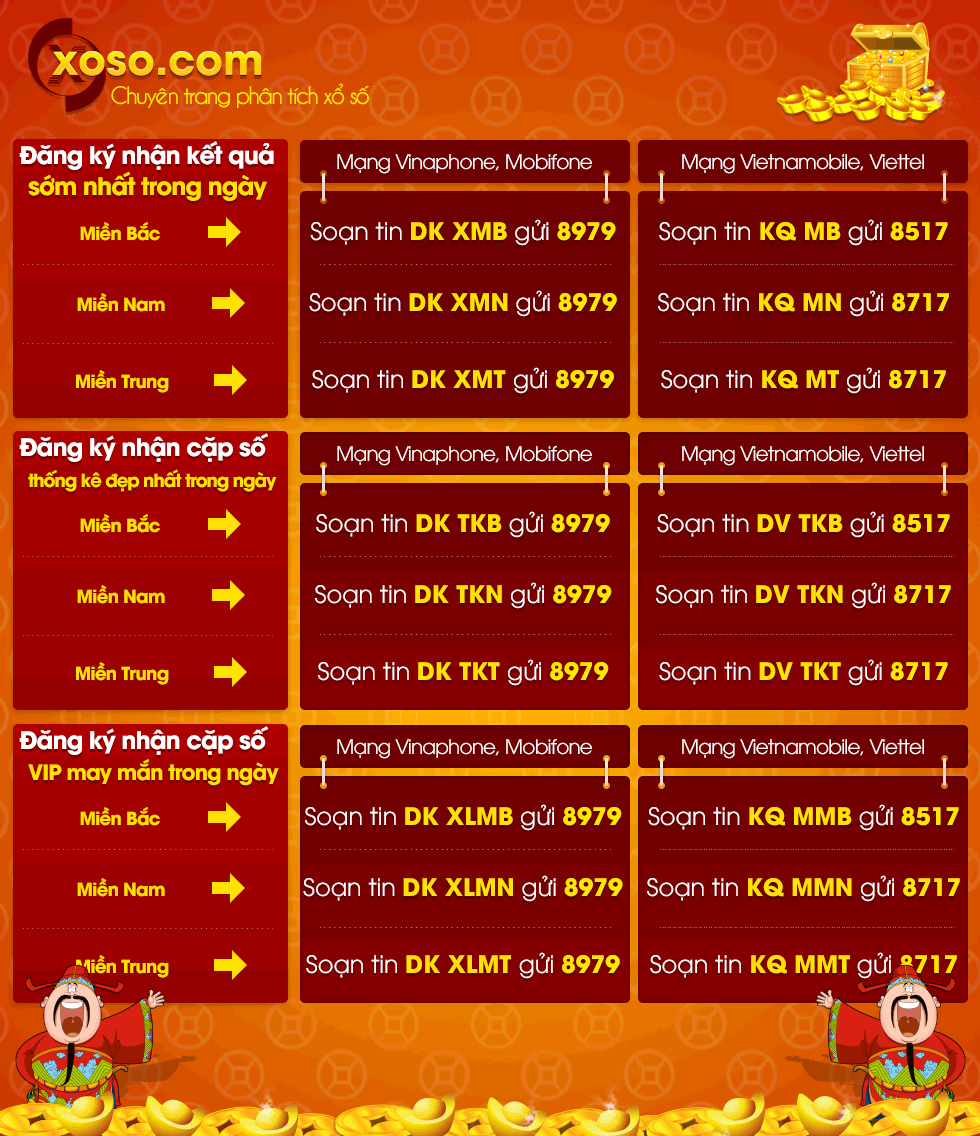 xoso.com
Chuyên trang phân tích xổ số
Đăng ký nhận kết quả
sớm nhất trong ngày
Mạng Vinaphone, Mobifone
Mạng Vietnamobile, Viettel
Miền Bắc
Soạn tin DK XMB gửi 8979
Soạn tin KQ MB gửi 8517
Miền Nam
Soạn tin DK XMN gửi 8979
Soạn tin KQ MN gửi 8717
Miền Trung
Soạn tin DK XMT gửi 8979
Soạn tin KQ MT gửi 8717
Đăng ký nhận cặp số
thống kê đẹp nhất trong ngày
Mạng Vinaphone, Mobifone
Mạng Vietnamobile, Viettel
Miền Bắc
Soạn tin DK TKB gửi 8979
Soạn tin DV TKB gửi 8517
Miền Nam
Soạn tin DK TKN gửi 8979
Soạn tin DV TKN gửi 8717
Miền Trung
Soạn tin DK TKT gửi 8979
Soạn tin DV TKT gửi 8717
Đăng ký nhận cặp số
VIP may mắn trong ngày
Mạng Vinaphone, Mobifone
Mạng Vietnamobile, Viettel
Miền Bắc
Soạn tin DK XLMB gửi 8979
Soạn tin KQ MMB gửi 8517
Miền Nam
Soạn tin DK XLMN gửi 8979
Soạn tin KQ MMN gửi 8717
Miền Trung
Soạn tin DK XLMT gửi 8979
Soạn tin KQ MMT gửi 8717